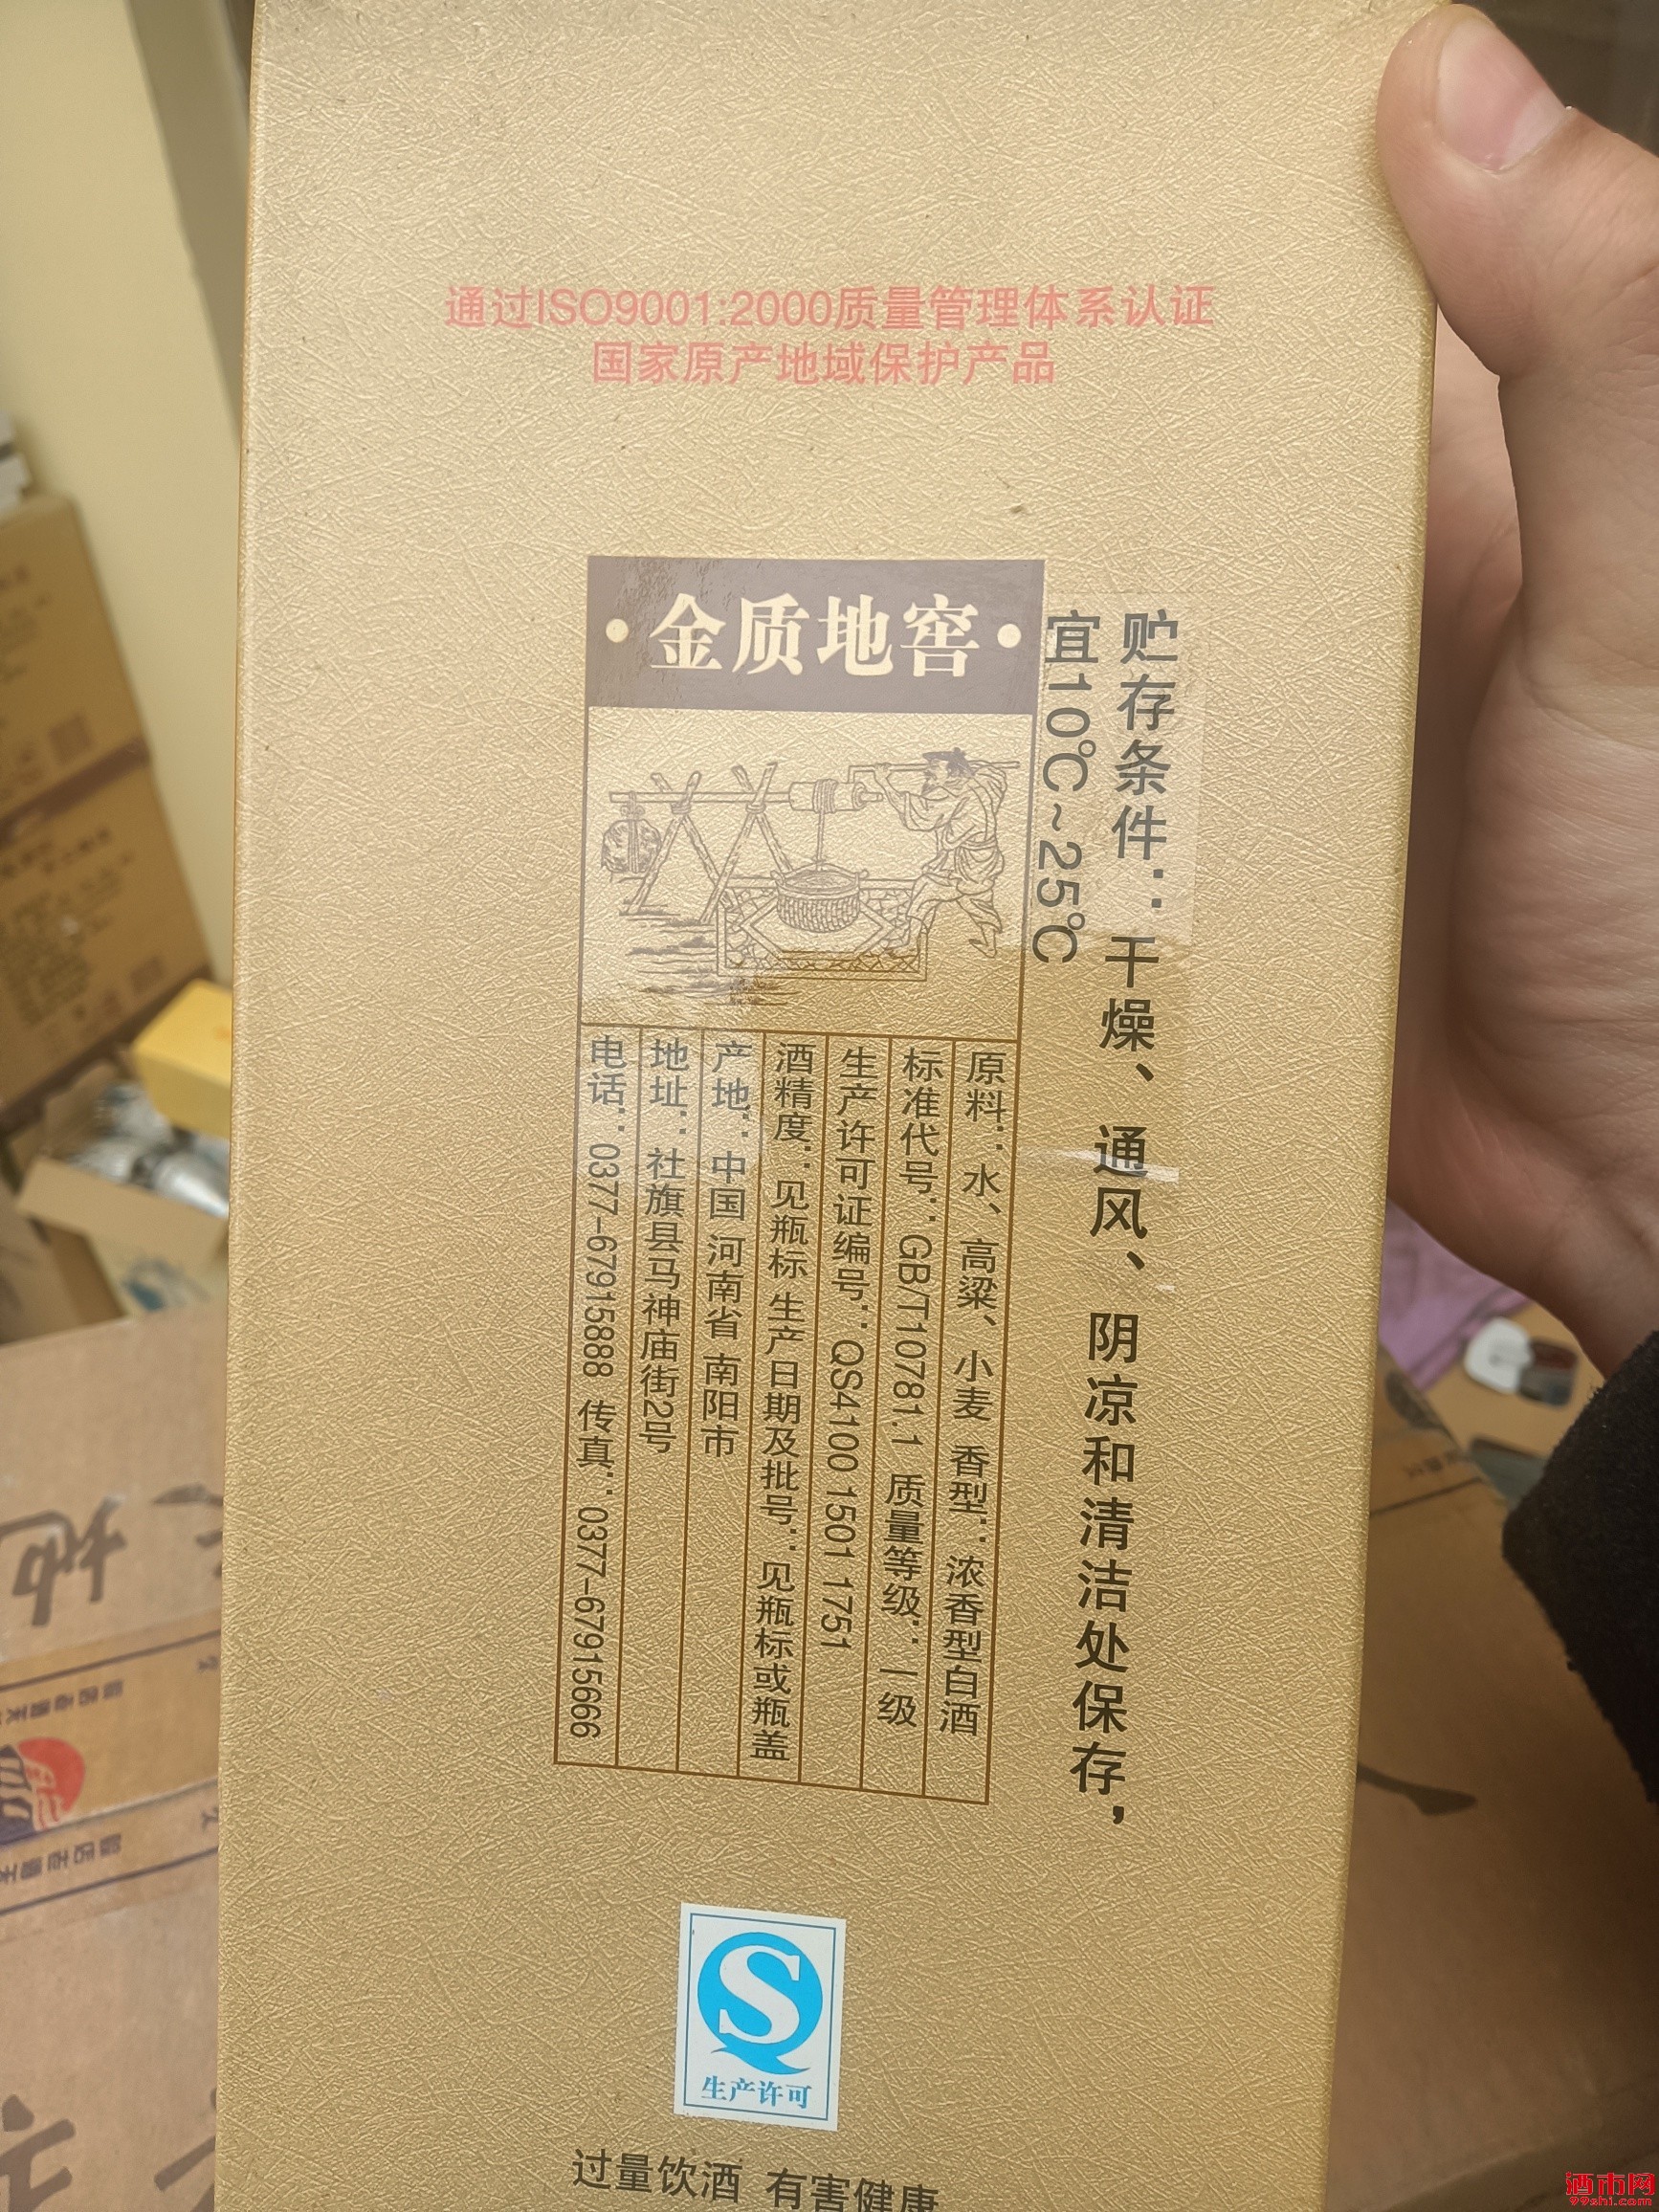 通过ISO9001:2000质量管理体系认证
国家原产地域保护产品
·金质地窖·
贮存条件：干燥、通风、阴凉和清洁处保存，
宜10℃~25℃
原料：水、高粱、小麦 香型：浓香型白酒
标准代号：GB/T10781.1 质量等级：一级
生产许可证编号：QS4100 1501 1751
酒精度：见瓶标 生产日期及批号：见瓶标或瓶盖
产地：中国 河南省 南阳市
地址：社旗县马神庙街2号
电话：0377-67915888 传真：0377-67915666
S
生产许可
过量饮酒 有害健康
地
酒市网
99shi.com